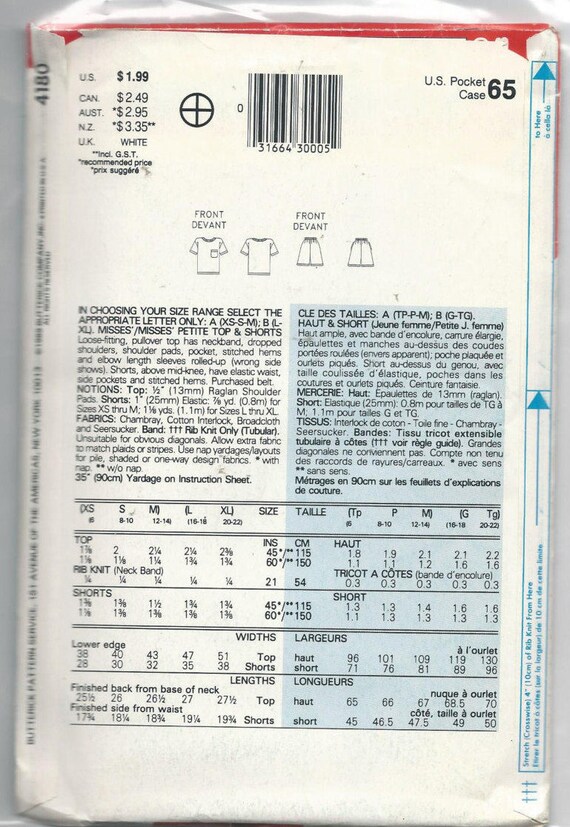 4180
U.S. $1.99
CAN. $2.49
AUST. *$2.95
N.Z. *$3.35**
U.K. WHITE
**Incl. G.S.T.
*recommended price
*prix suggéré
0
31664 30005
U.S. Pocket
Case 65
FRONT
DEVANT
FRONT
DEVANT
IN CHOOSING YOUR SIZE RANGE SELECT THE
APPROPRIATE LETTER ONLY: A (XS-S-M); B (L-
XL). MISSES'/MISSES' PETITE TOP & SHORTS
Loose-fitting, pullover top has neckband, dropped
shoulders, shoulder pads, pocket, stitched hems
and elbow length sleeves rolled-up (wrong side
shows). Shorts, above mid-knee, have elastic waist,
side pockets and stitched hems. Purchased belt.
NOTIONS: Top: ½" (13mm) Raglan Shoulder
Pads. Shorts: 1" (25mm) Elastic: ⅞ yd. (0.8m) for
Sizes XS thru M; 1⅛ yds. (1.1m) for Sizes L thru XL.
FABRICS: Chambray, Cotton Interlock, Broadcloth
and Seersucker. Band: ††† Rib Knit Only (Tubular).
Unsuitable for obvious diagonals. Allow extra fabric
to match plaids or stripes. Use nap yardages/layouts
for pile, shaded or one-way design fabrics. * with
nap. ** w/o nap.
35" (90cm) Yardage on Instruction Sheet.
CLE DES TAILLES: A (TP-P-M); B (G-TG).
HAUT & SHORT (Jeune femme/Petite J. femme)
Haut ample, avec bande d'encolure, carrure élargie,
épaulettes et manches au-dessus des coudes
portées roulées (envers apparent); poche plaquée et
ourlets piqués. Short au-dessus du genou, avec
taille coulissée d'élastique, poches dans les
coutures et ourlets piqués. Ceinture fantaisie.
MERCERIE: Haut: Epaulettes de 13mm (raglan).
Short: Elastique (25mm): 0.8m pour tailles de TG à
M; 1.1m pour tailles G et TG.
TISSUS: Interlock de coton - Toile fine - Chambray -
Seersucker. Bandes: Tissu tricot extensible
tubulaire à côtes (††† voir règle guide). Grandes
diagonales ne conviennent pas. Compte non tenu
des raccords de rayures/carreaux. * avec sens
** sans sens.
Métrages en 90cm sur les feuillets d'explications
de couture.
(XS S M) (L XL) SIZE TAILLE (Tp P M) (G Tg)
(6 8-10 12-14) (16-18 20-22) (6 8-10 12-14) (16-18 20-22)
TOP INS CM HAUT
1⅞ 2 2¼ 2¼ 2⅜ 45*/** 115 1.8 1.9 2.1 2.1 2.2
1⅛ 1⅛ 1¼ 1¾ 1¾ 60*/** 150 1.1 1.1 1.2 1.6 1.6
RIB KNIT (Neck Band) TRICOT A CÔTES (bande d'encolure)
¼ ¼ ¼ ¼ ¼ 21 54 0.3 0.3 0.3 0.3 0.3
SHORTS SHORT
1⅜ 1⅜ 1½ 1¾ 1¾ 45*/** 115 1.3 1.3 1.4 1.6 1.6
1⅛ 1⅜ 1⅜ 1⅜ 1⅜ 60*/** 150 1.1 1.3 1.3 1.3 1.3
WIDTHS LARGEURS
Lower edge à l'ourlet
38 40 43 47 51 Top haut 96 101 109 119 130
28 30 32 35 38 Shorts short 71 76 81 89 96
LENGTHS LONGUEURS
Finished back from base of neck nuque à ourlet
25½ 26 26½ 27 27½ Top haut 65 66 67 68.5 70
Finished side from waist côté, taille à ourlet
17¾ 18¼ 18¾ 19¼ 19¾ Shorts short 45 46.5 47.5 49 50
BUTTERICK PATTERN SERVICE, 161 AVENUE OF THE AMERICAS, NEW YORK, NEW YORK 10013
to Here
à cela là
Stretch (Crosswise) 4" (10cm) of Rib Knit From Here
Etirer le tricot à côtes (sur la largeur) de 10 cm de cette limite.
†††